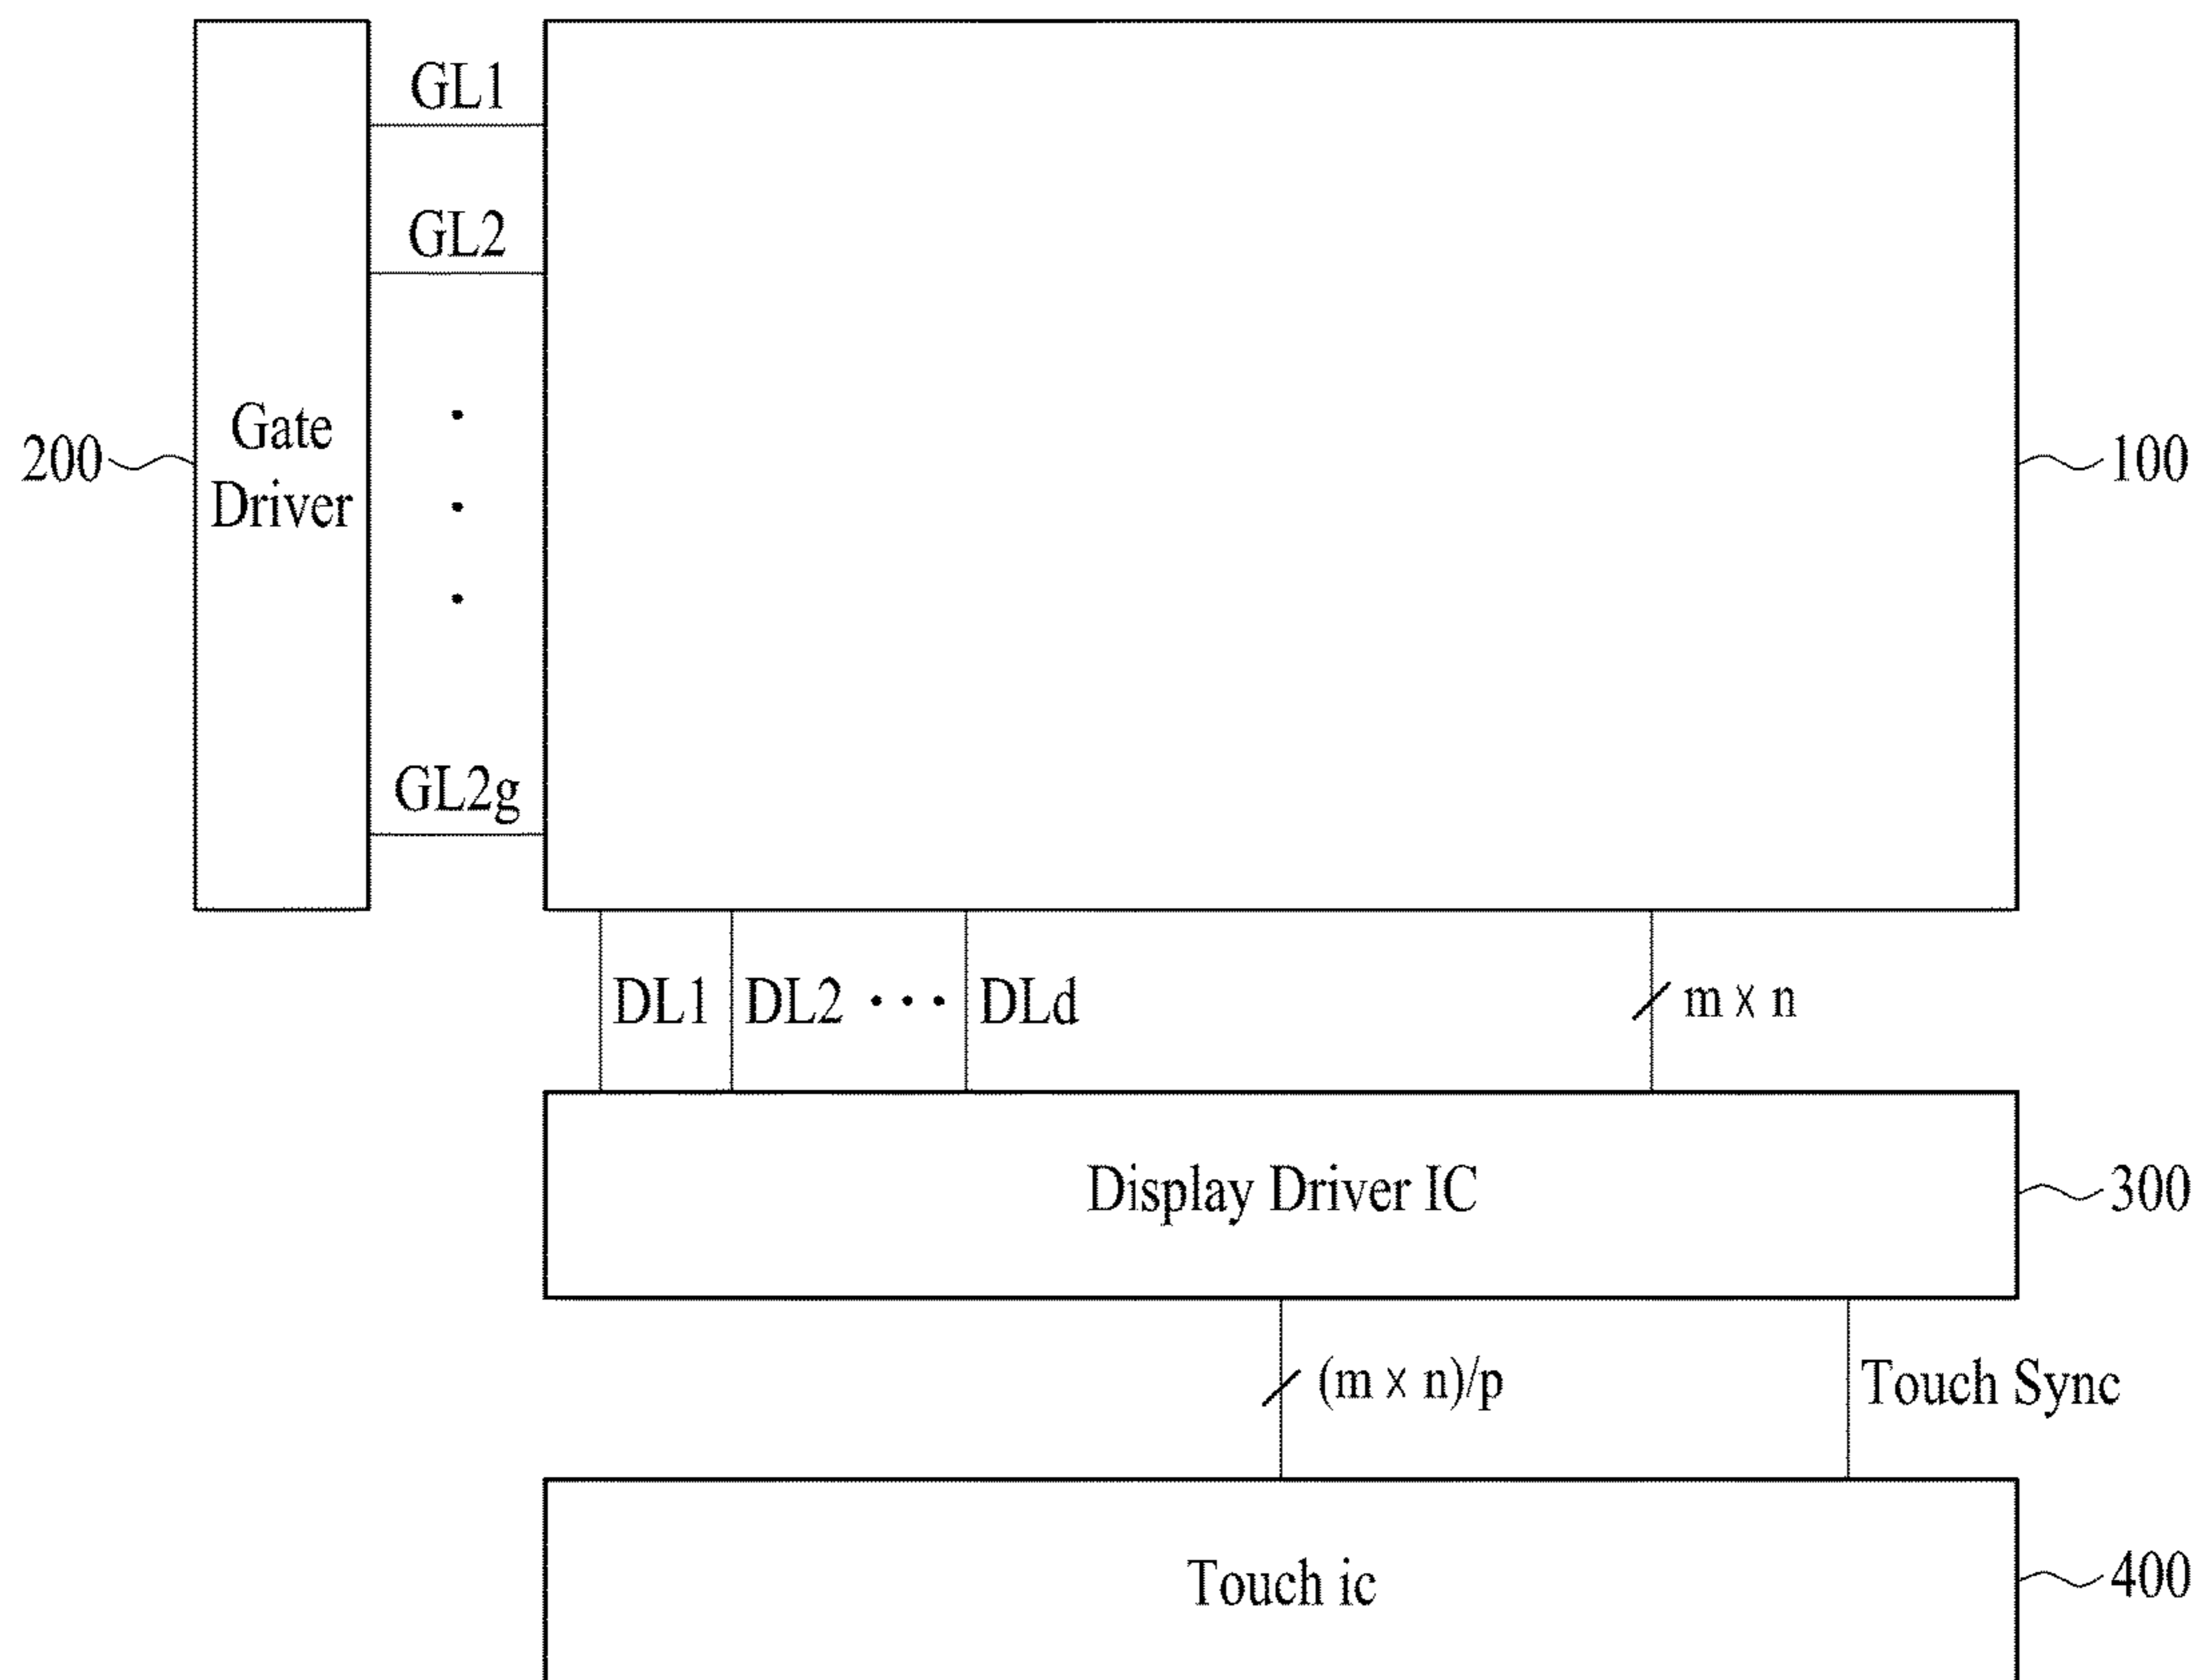 GL1
GL2
Gate
Driver
200
100
GL2g
DL1 DL2 • • • DLd
m × n
Display Driver IC
300
(m × n)/p
Touch Sync
Touch ic
400